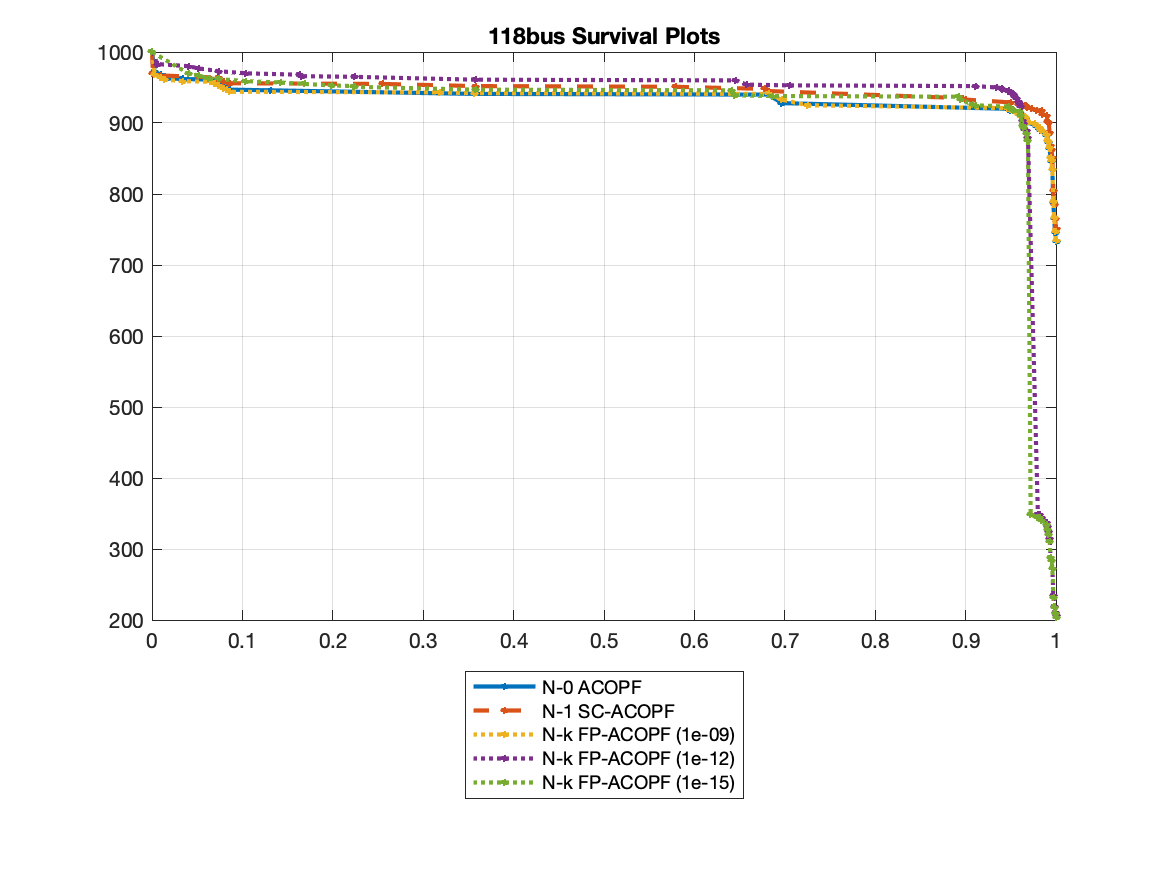 118bus Survival Plots
1000
900
800
700
600
500
400
300
200
0 0.1 0.2 0.3 0.4 0.5 0.6 0.7 0.8 0.9 1
N-0 ACOPF
N-1 SC-ACOPF
N-k FP-ACOPF (1e-09)
N-k FP-ACOPF (1e-12)
N-k FP-ACOPF (1e-15)